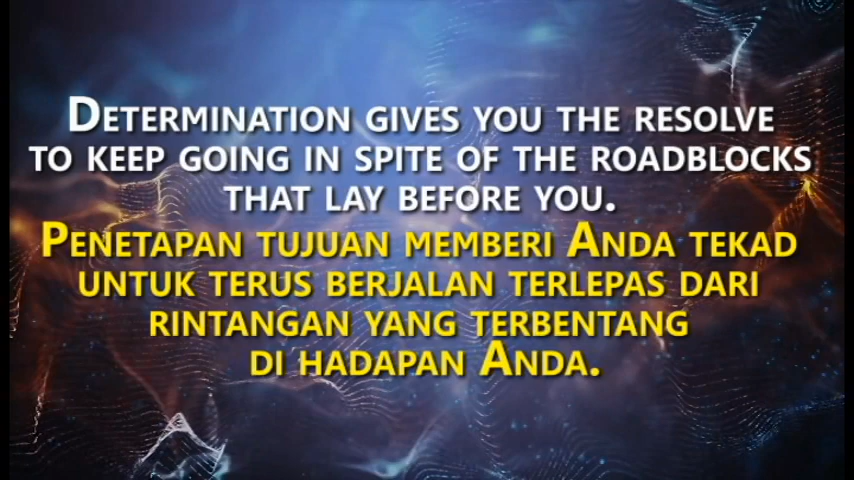 Determination gives you the resolve
to keep going in spite of the roadblocks
that lay before you.
Penetapan tujuan memberi Anda tekad
untuk terus berjalan terlepas dari
rintangan yang terbentang
di hadapan Anda.